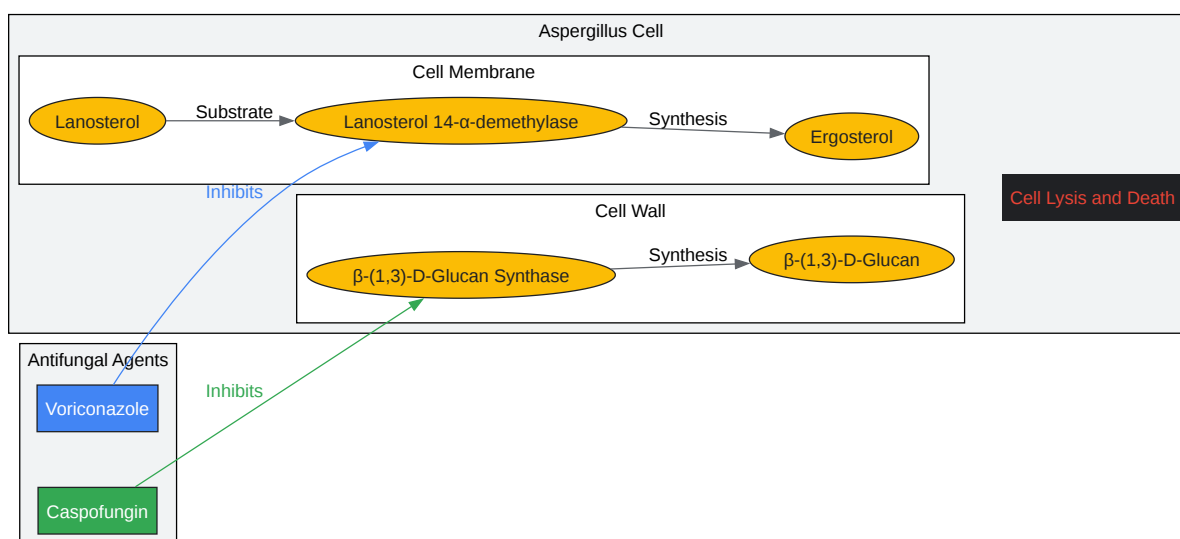 Aspergillus Cell
Cell Membrane
Lanosterol
Substrate
Lanosterol 14-α-demethylase
Synthesis
Ergosterol
Inhibits
Cell Lysis and Death
Cell Wall
β-(1,3)-D-Glucan Synthase
Synthesis
β-(1,3)-D-Glucan
Antifungal Agents
Voriconazole
Inhibits
Caspofungin